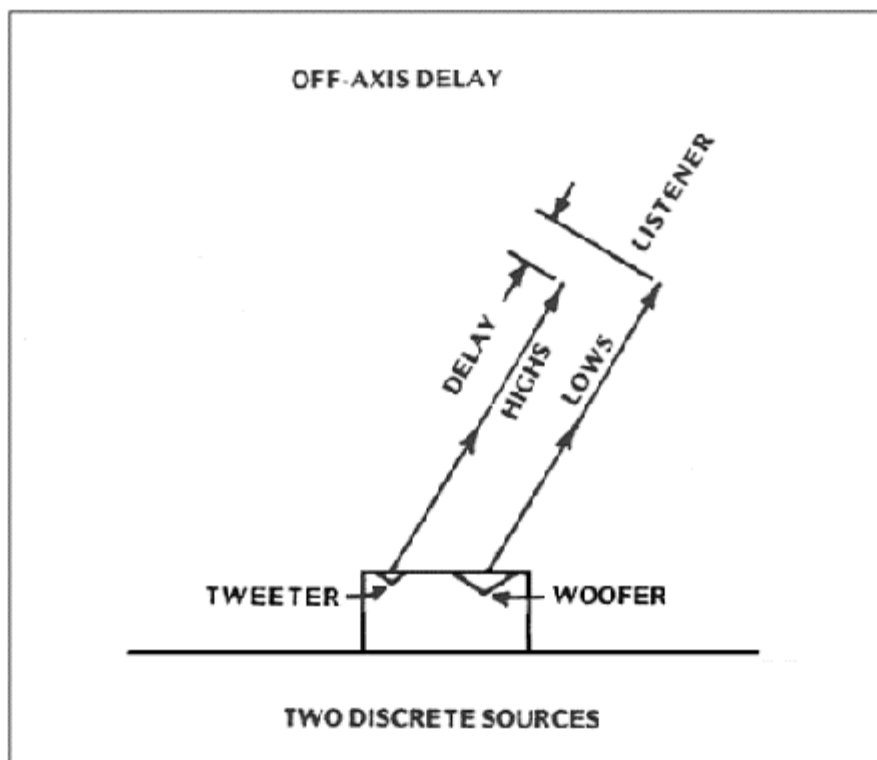 OFF-AXIS DELAY
LISTENER
DELAY
HIGHS
LOWS
TWEETER
WOOFER
TWO DISCRETE SOURCES